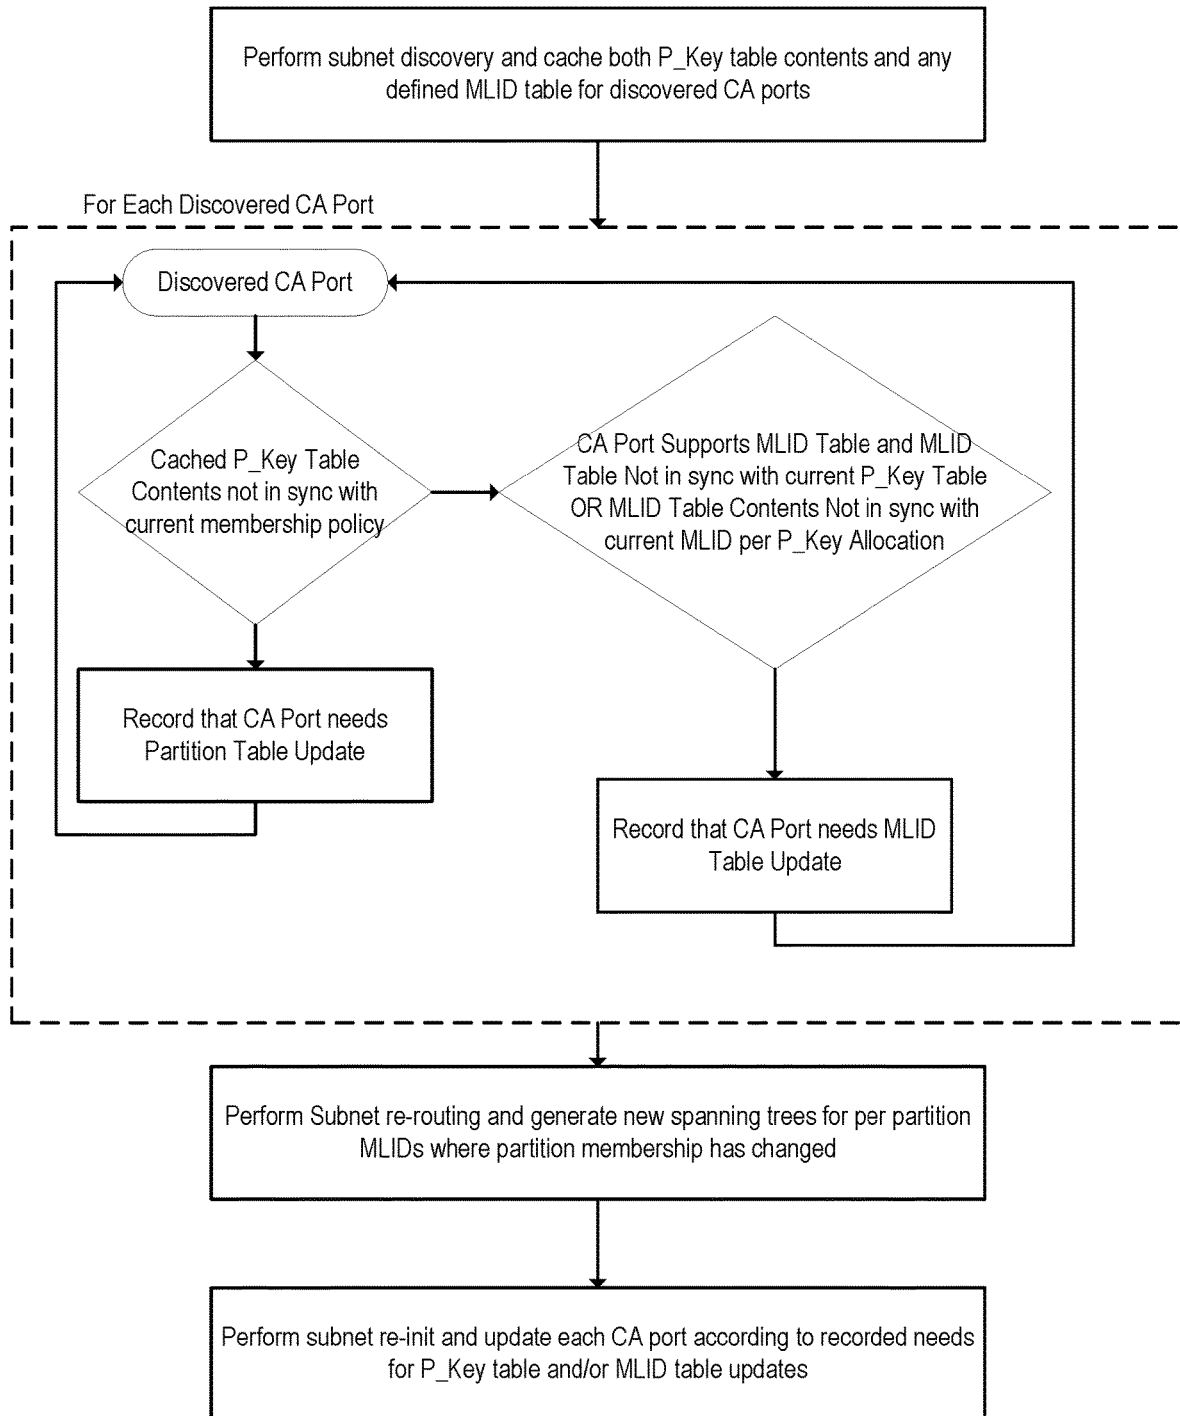 Perform subnet discovery and cache both P_Key table contents and any
defined MLID table for discovered CA ports
For Each Discovered CA Port
Discovered CA Port
Cached P_Key Table
Contents not in sync with
current membership policy
CA Port Supports MLID Table and MLID
Table Not in sync with current P_Key Table
OR MLID Table Contents Not in sync with
current MLID per P_Key Allocation
Record that CA Port needs
Partition Table Update
Record that CA Port needs MLID
Table Update
Perform Subnet re-routing and generate new spanning trees for per partition
MLIDs where partition membership has changed
Perform subnet re-init and update each CA port according to recorded needs
for P_Key table and/or MLID table updates